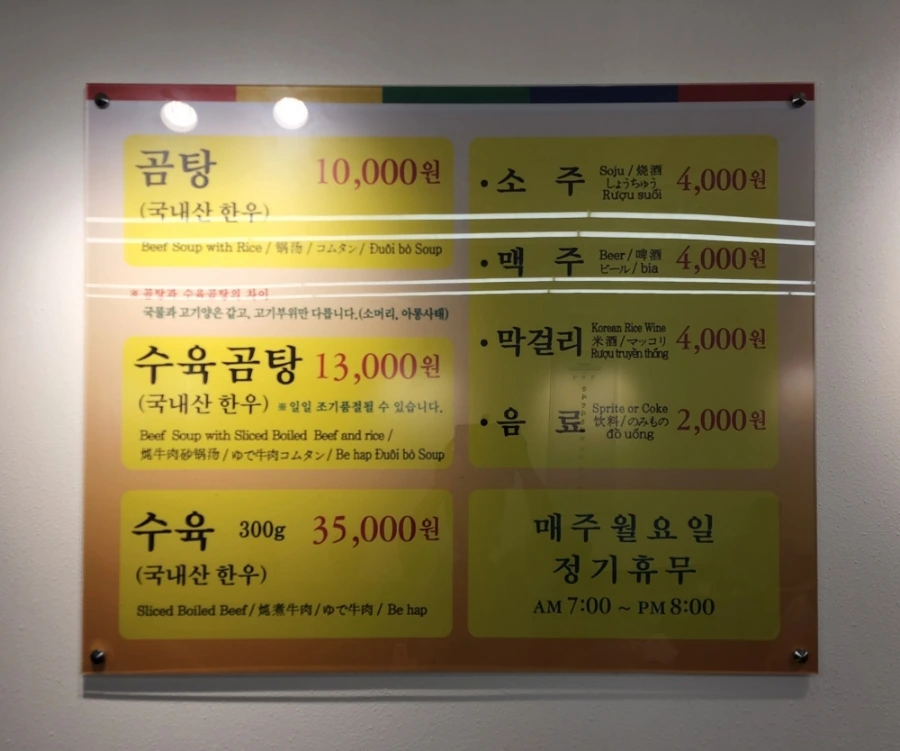 곰탕 10,000원
(국내산 한우)
Beef Soup with Rice / 锅汤 / コムタン / Đuôi bò Soup
※ 곰탕과 수육곰탕의 차이
국물과 고기양은 같고, 고기부위만 다릅니다.(소머리, 아롱사태)
수육곰탕 13,000원
(국내산 한우) ※일일 조기품절될 수 있습니다.
Beef Soup with Sliced Boiled Beef and rice /
炖牛肉砂锅汤 / ゆで牛肉コムタン / Be hap Đuôi bò Soup
수육 300g 35,000원
(국내산 한우)
Sliced Boiled Beef / 炖煮牛肉 / ゆで牛肉 / Be hap
• 소 주 Soju / 烧酒 4,000원
しょうちゅう
Rượu suối
• 맥 주 Beer / 啤酒 4,000원
ビール / bia
• 막걸리 Korean Rice Wine 4,000원
米酒 / マッコリ
Rượu truyền thống
• 음 료 Sprite or Coke 2,000원
饮料 / のみもの
đồ uống
매주월요일
정기휴무
AM 7:00 ~ PM 8:00